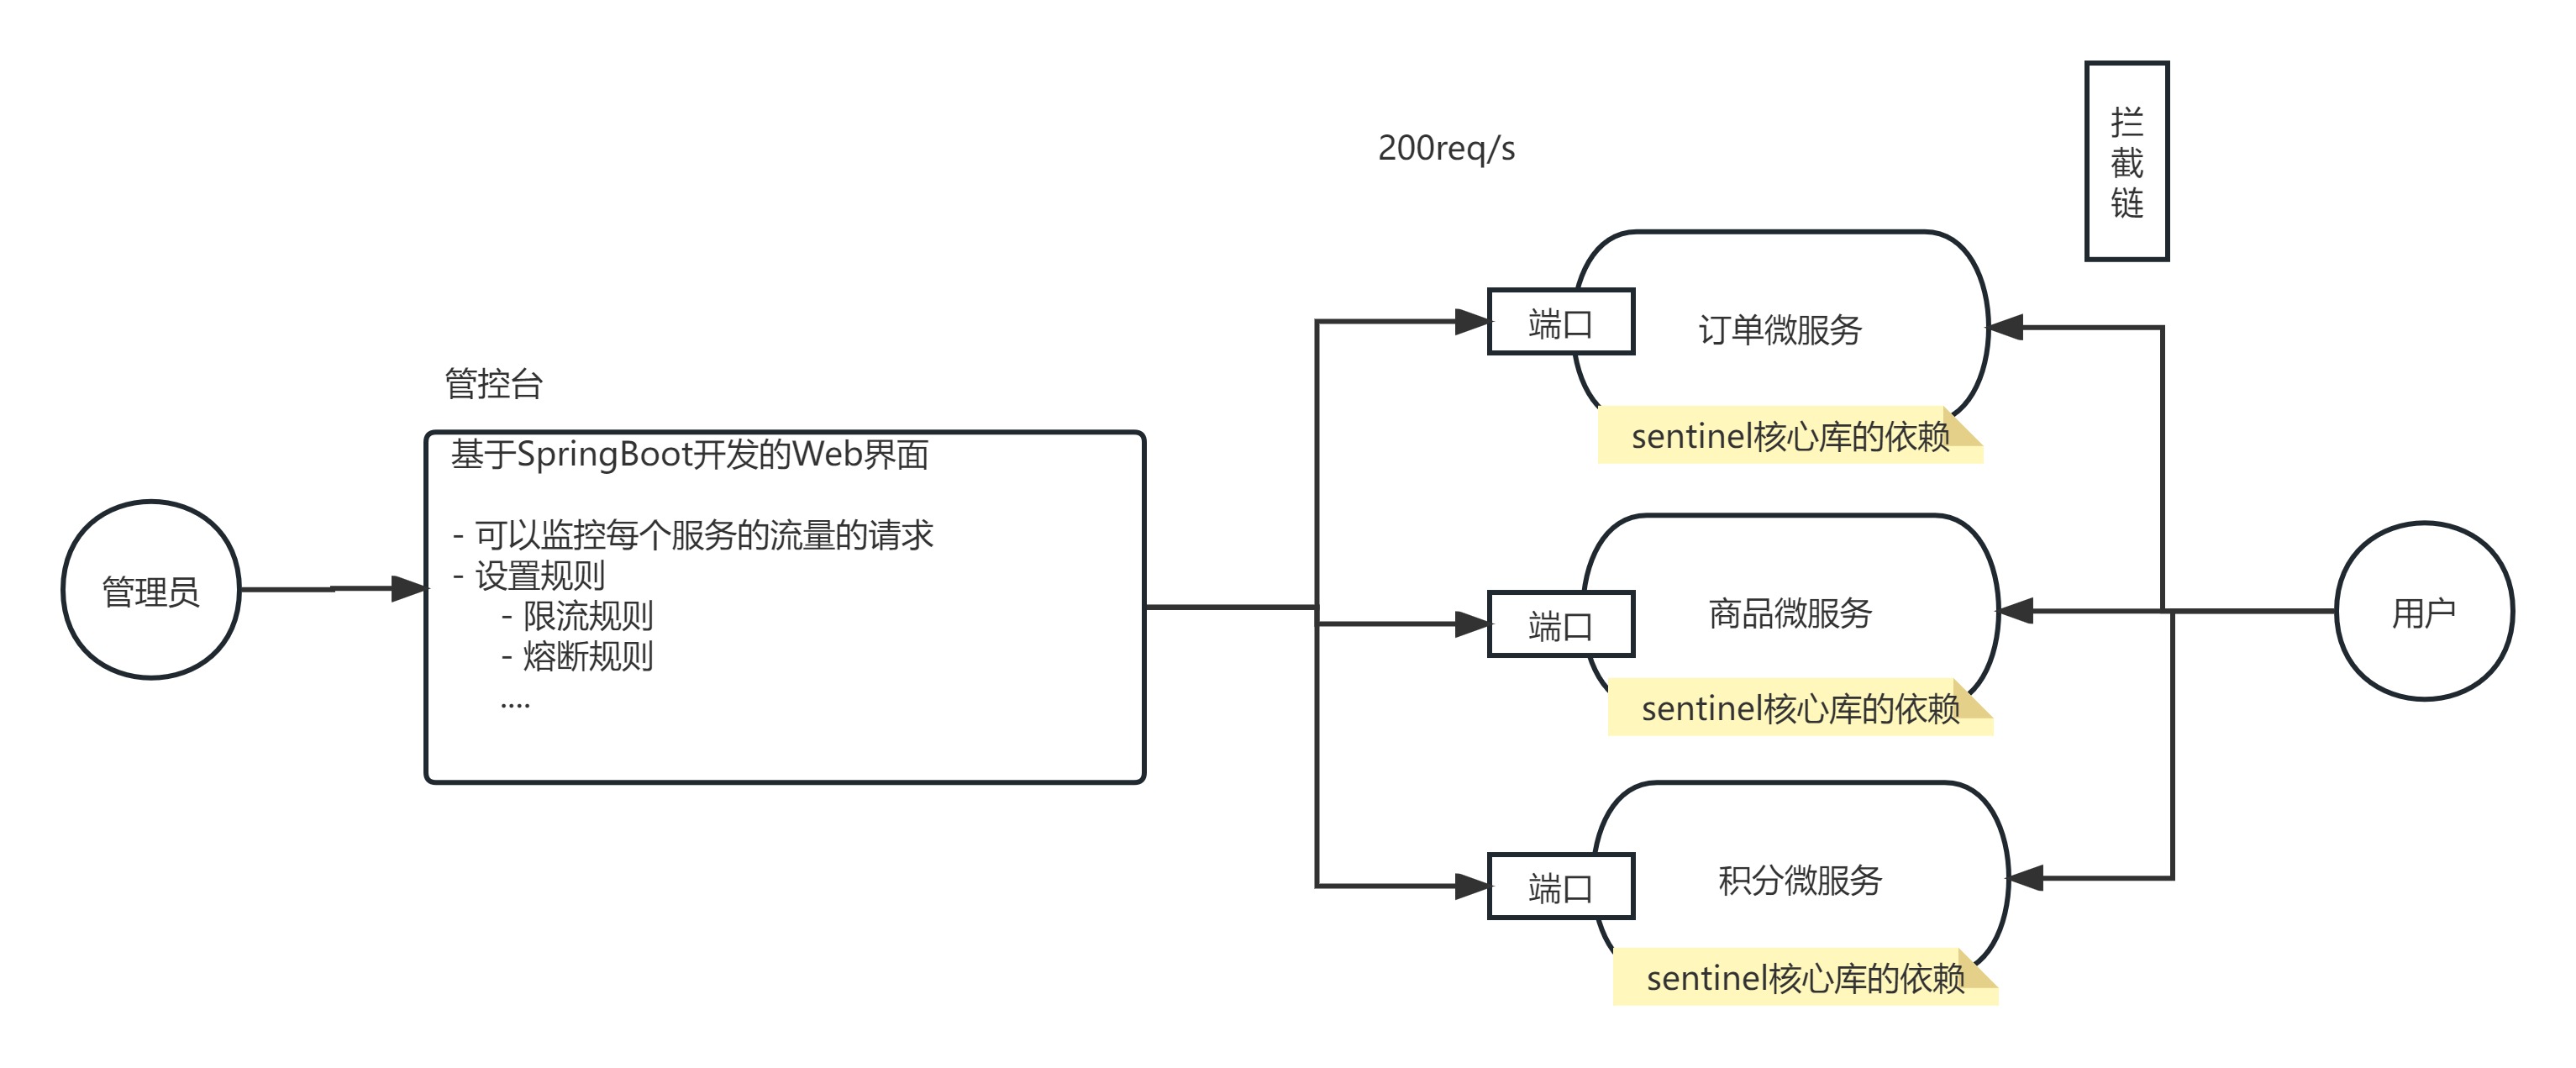 拦
截
链
200req/s
端口
订单微服务
sentinel核心库的依赖
管控台
基于SpringBoot开发的Web界面
- 可以监控每个服务的流量的请求
- 设置规则
- 限流规则
- 熔断规则
....
管理员
端口
商品微服务
sentinel核心库的依赖
用户
端口
积分微服务
sentinel核心库的依赖